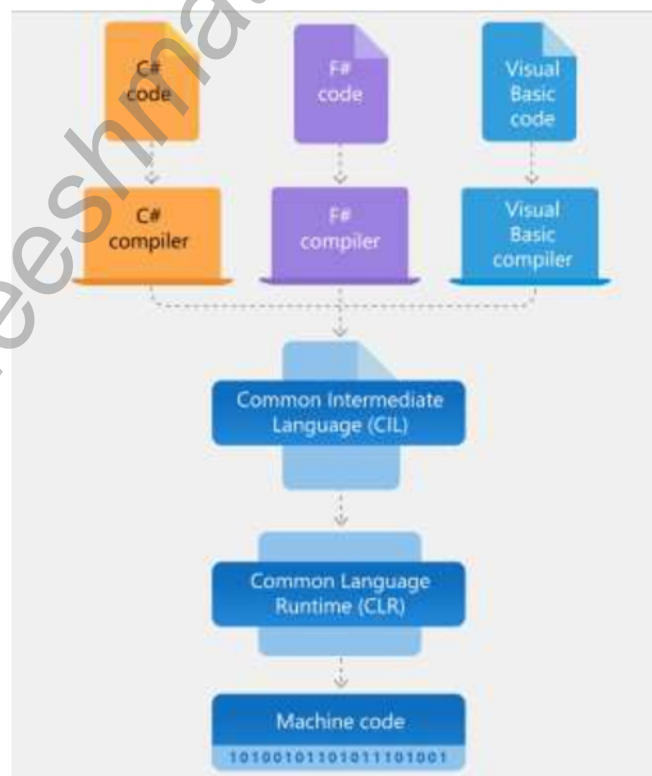 C#
code
F#
code
Visual
Basic
code
C#
compiler
F#
compiler
Visual
Basic
compiler
Common Intermediate
Language (CIL)
Common Language
Runtime (CLR)
Machine code
101001011010111101001